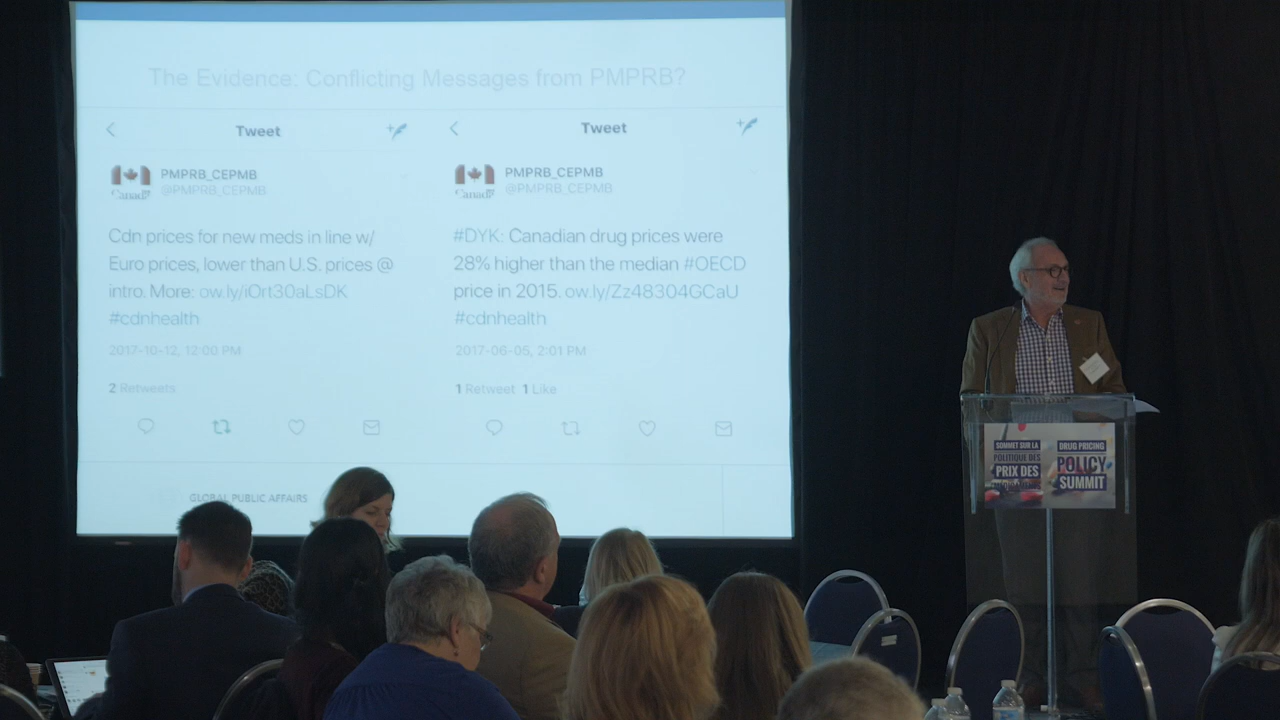 The Evidence: Conflicting Messages from PMPRB?
Tweet
PMPRB_CEPMB
@PMPRB_CEPMB
Canada
Cdn prices for new meds in line w/
Euro prices, lower than U.S. prices @
intro. More: ow.ly/iOrt30aLsDK
#cdnhealth
2017-10-12, 12:00 PM
2 Retweets
Tweet
PMPRB_CEPMB
@PMPRB_CEPMB
Canada
#DYK: Canadian drug prices were
28% higher than the median #OECD
price in 2015. ow.ly/Zz48304GCaU
#cdnhealth
2017-06-05, 2:01 PM
1 Retweet 1 Like
GLOBAL PUBLIC AFFAIRS
SOMMET SUR LA
POLITIQUE DES
PRIX DES
DRUG PRICING
POLICY
SUMMIT